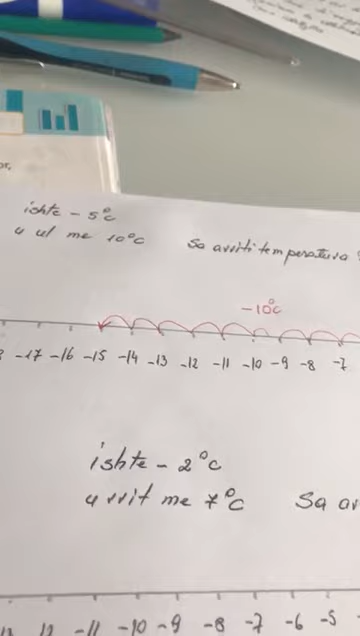 ishte - 5°C
u ul me 10°C Sa arriti temperatura
-10°C
-17 -16 -15 -14 -13 -12 -11 -10 -9 -8 -7
ishte - 2°C
u rrit me 7°C Sa
-11 -10 -9 -8 -7 -6 -5